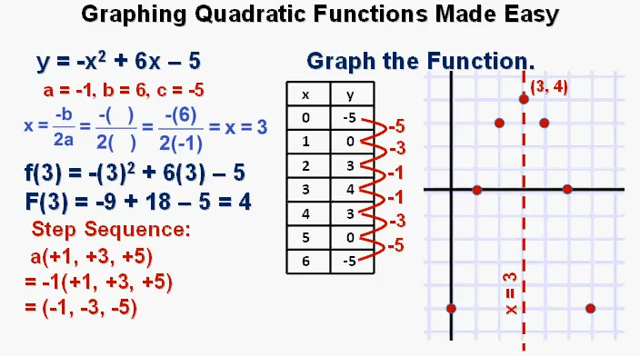 Graphing Quadratic Functions Made Easy
y = -x² + 6x – 5
Graph the Function.
a = -1, b = 6, c = -5
x = -b/2a = -( )/2( ) = -(6)/2(-1) = x = 3
f(3) = -(3)² + 6(3) – 5
F(3) = -9 + 18 – 5 = 4
Step Sequence:
a(+1, +3, +5)
= -1(+1, +3, +5)
= (-1, -3, -5)
x y
0 -5
1 0
2 3
3 4
4 3
5 0
6 -5
-5
-3
-1
-1
-3
-5
(3, 4)
x = 3